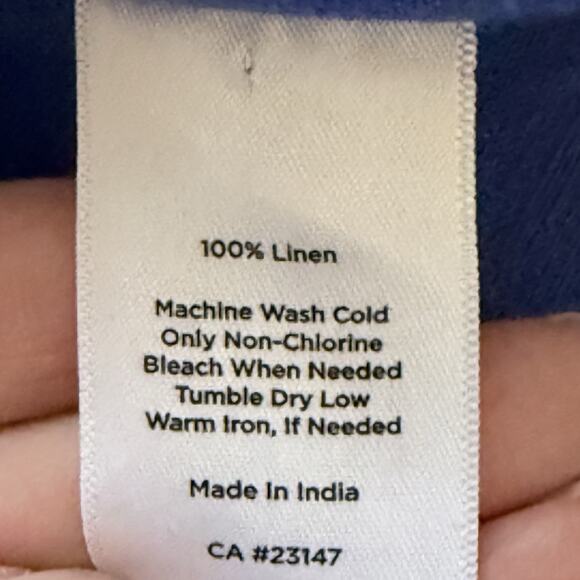 100% Linen
Machine Wash Cold
Only Non-Chlorine
Bleach When Needed
Tumble Dry Low
Warm Iron, If Needed
Made In India
CA #23147